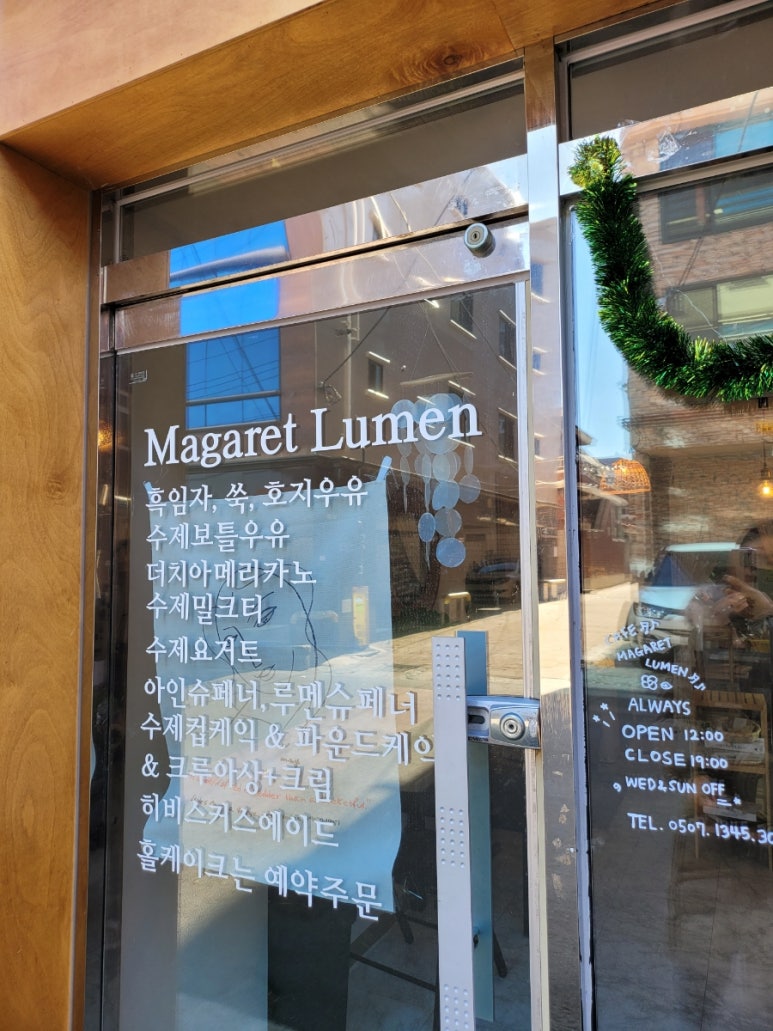 Magaret Lumen
흑임자, 쑥, 호지우유
수제보틀우유
더치아메리카노
수제밀크티
수제요거트
아인슈페너, 루멘슈페너
수제컵케익 & 파운드케익
& 크루아상+크림
히비스커스에이드
홀케이크는 예약주문
CAFE
MAGARET
LUMEN
ALWAYS
OPEN 12:00
CLOSE 19:00
WED & SUN OFF
TEL. 0507.1345.30